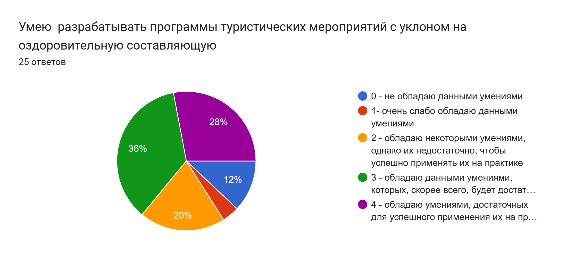 Умею  разрабатывать программы туристических мероприятий с уклоном на
оздоровительную составляющую
25 ответов
28%
36%
12%
20%
0 - не обладаю данными умениями
1- очень слабо обладаю данными
умениями
2 - обладаю некоторыми умениями,
однако их недостаточно, чтобы
успешно применять их на практике
3 - обладаю данными умениями,
которых, скорее всего, будет достат…
4 - обладаю умениями, достаточных
для успешного применения их на пр…